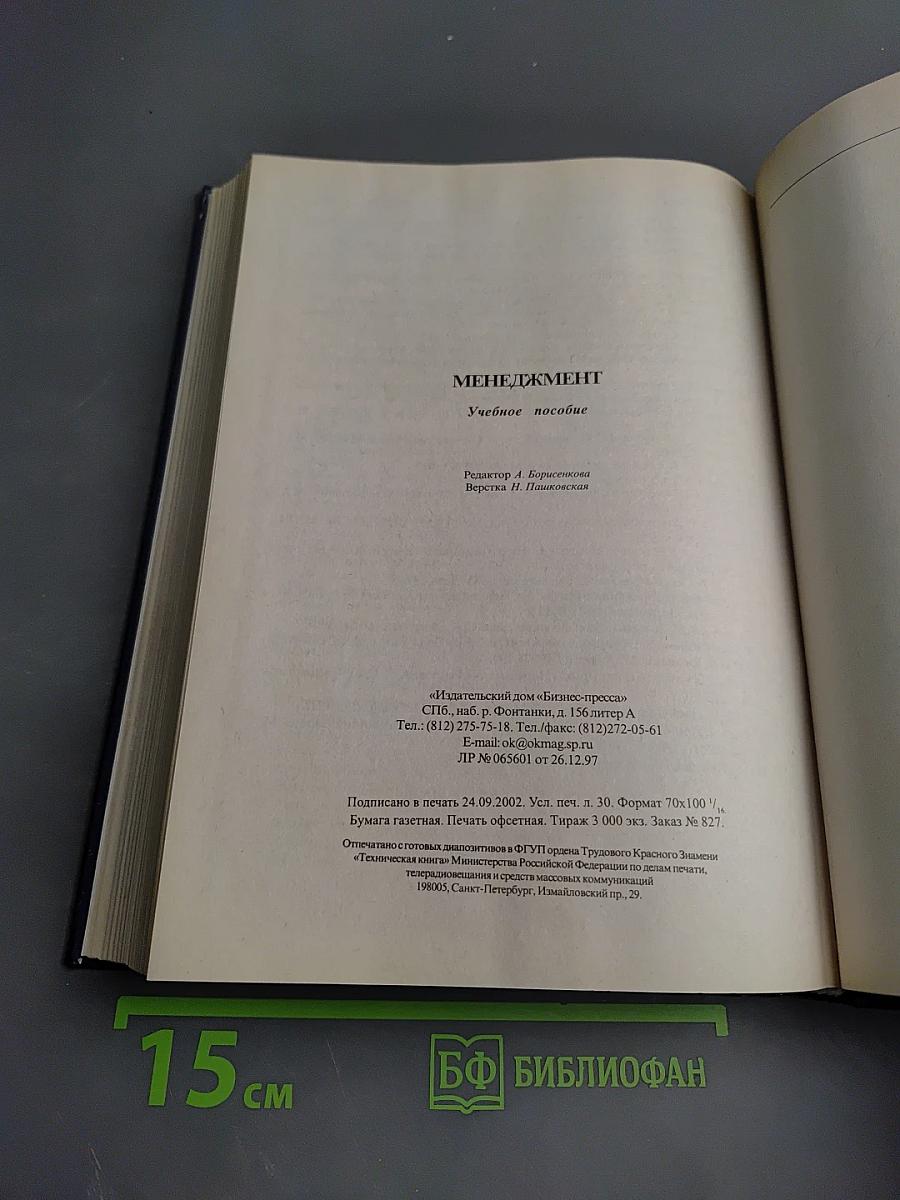 МЕНЕДЖМЕНТ
Учебное пособие
Редактор А. Борисенкова
Верстка Н. Пашковская
«Издательский дом «Бизнес-пресса»
СПб., наб. р. Фонтанки, д. 156 литер А
Тел.: (812) 275-75-18. Тел./факс: (812)272-05-61
E-mail: ok@okmag.sp.ru
ЛР № 065601 от 26.12.97
Подписано в печать 24.09.2002. Усл. печ. л. 30. Формат 70х100 1/16.
Бумага газетная. Печать офсетная. Тираж 3 000 экз. Заказ № 827.
Отпечатано с готовых диапозитивов в ФГУП ордена Трудового Красного Знамени
«Техническая книга» Министерства Российской Федерации по делам печати,
телерадиовещания и средств массовых коммуникаций
198005, Санкт-Петербург, Измайловский пр., 29.
15 см
БФ БИБЛИОФАН